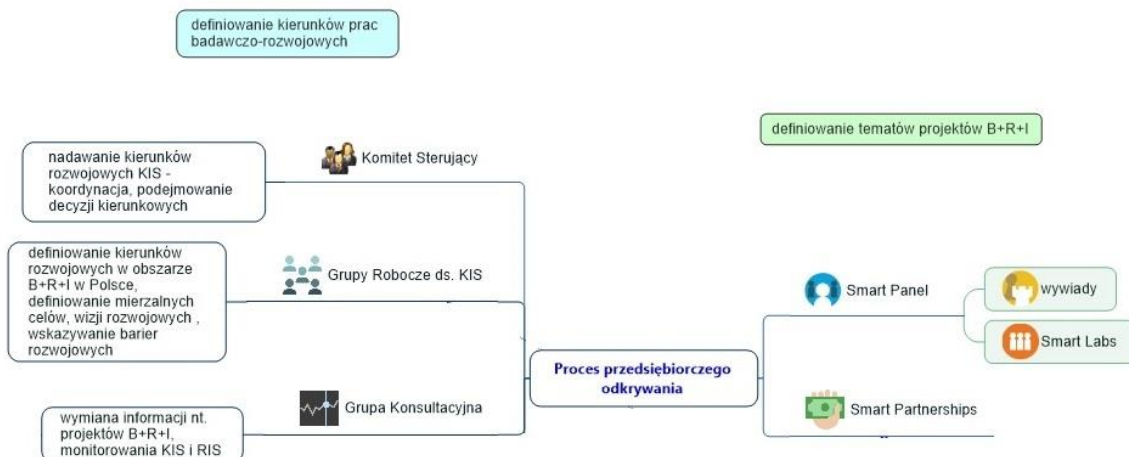 definiowanie kierunków prac
badawczo-rozwojowych
definiowanie tematów projektów B+R+I
nadawanie kierunków
rozwojowych KIS -
koordynacja, podejmowanie
decyzji kierunkowych
Komitet Sterujący
definiowanie kierunków
rozwojowych w obszarze
B+R+I w Polsce,
definiowanie mierzalnych
celów, wizji rozwojowych ,
wskazywanie barier
rozwojowych
Grupy Robocze ds. KIS
wymiana informacji nt.
projektów B+R+I,
monitorowania KIS i RIS
Grupa Konsultacyjna
Proces przedsiębiorczego
odkrywania
Smart Panel
wywiady
Smart Labs
Smart Partnerships